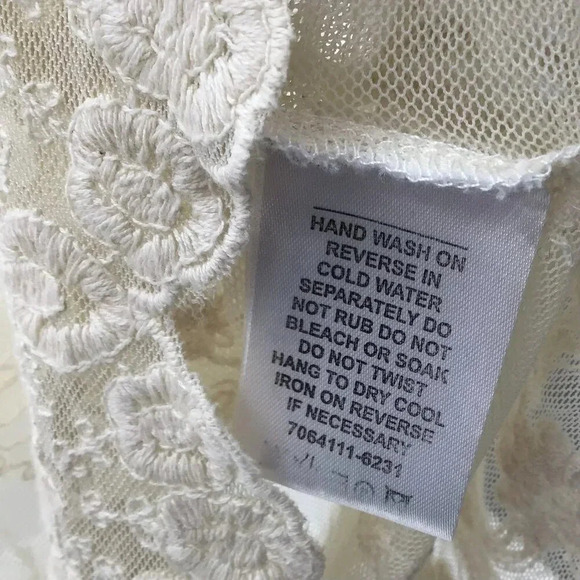 HAND WASH ON
REVERSE IN
COLD WATER
SEPARATELY DO
NOT RUB DO NOT
BLEACH OR SOAK
DO NOT TWIST
HANG TO DRY COOL
IRON ON REVERSE
IF NECESSARY
7064111-6231